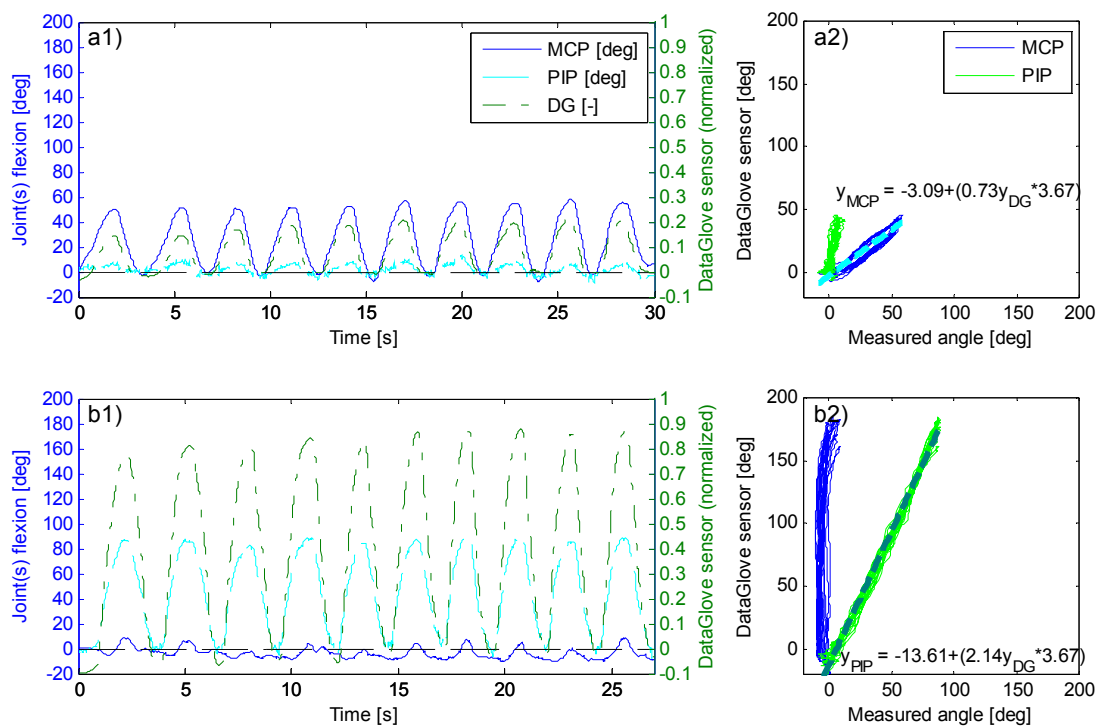 a1)
MCP [deg]
PIP [deg]
DG [-]
Joint(s) flexion [deg]
200
180
160
140
120
100
80
60
40
20
0
-20
DataGlove sensor (normalized)
1
0.9
0.8
0.7
0.6
0.5
0.4
0.3
0.2
0.1
0
-0.1
0 5 10 15 20 25 30
Time [s]
a2)
MCP
PIP
DataGlove sensor [deg]
200
150
100
50
0
y_MCP = -3.09+(0.73y_DG*3.67)
0 50 100 150 200
Measured angle [deg]
b1)
Joint(s) flexion [deg]
200
180
160
140
120
100
80
60
40
20
0
-20
DataGlove sensor (normalized)
1
0.9
0.8
0.7
0.6
0.5
0.4
0.3
0.2
0.1
0
-0.1
0 5 10 15 20 25
Time [s]
b2)
DataGlove sensor [deg]
200
150
100
50
0
y_PIP = -13.61+(2.14y_DG*3.67)
0 50 100 150 200
Measured angle [deg]